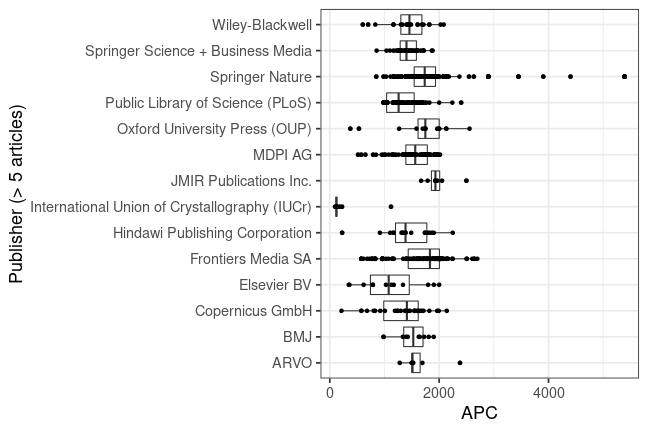 Publisher (> 5 articles)
Wiley-Blackwell
Springer Science + Business Media
Springer Nature
Public Library of Science (PLoS)
Oxford University Press (OUP)
MDPI AG
JMIR Publications Inc.
International Union of Crystallography (IUCr)
Hindawi Publishing Corporation
Frontiers Media SA
Elsevier BV
Copernicus GmbH
BMJ
ARVO
0 2000 4000
APC